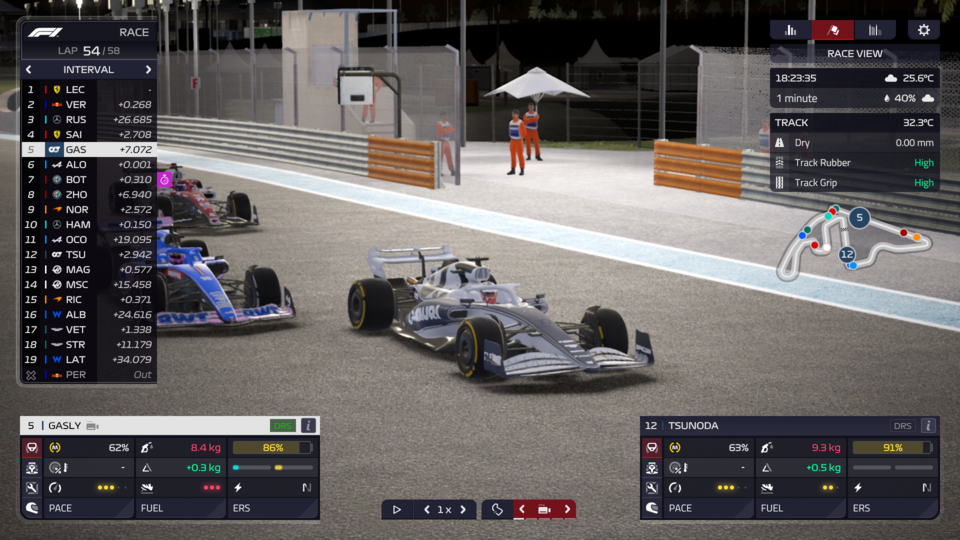 F1 RACE
LAP 54 / 58
INTERVAL
1 LEC -
2 VER +0.268
3 RUS +26.685
4 SAI +2.708
5 GAS +7.072
6 ALO +0.001
7 BOT +0.310
8 ZHO +6.940
9 NOR +2.572
10 HAM +0.150
11 OCO +19.095
12 TSU +2.942
13 MAG +0.577
14 MSC +15.458
15 RIC +0.371
16 ALB +24.616
17 VET +1.338
18 STR +11.179
19 LAT +34.079
PER Out
RACE VIEW
18:23:35 25.6°C
1 minute 40%
TRACK 32.3°C
Dry 0.00 mm
Track Rubber High
Track Grip High
5
12
BWT
5 GASLY DRS i
M 62% 8.4 kg 86%
- +0.3 kg
N
PACE FUEL ERS
1x
12 TSUNODA DRS i
M 63% 9.3 kg 91%
- +0.5 kg
N
PACE FUEL ERS